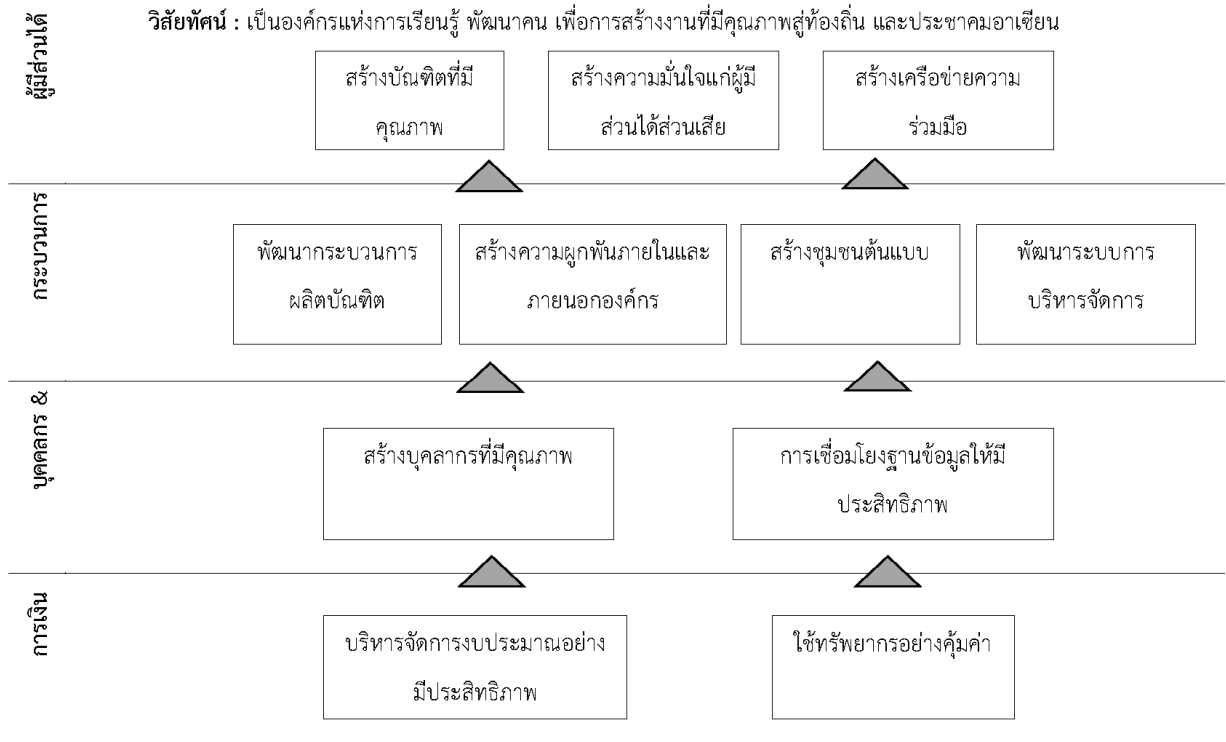 วิสัยทัศน์ : เป็นองค์กรแห่งการเรียนรู้ พัฒนาคน เพื่อการสร้างงานที่มีคุณภาพสู่ท้องถิ่น และประชาคมอาเซียน
ผู้มีส่วนได้
สร้างบัณฑิตที่มี
คุณภาพ
สร้างความมั่นใจแก่ผู้มี
ส่วนได้ส่วนเสีย
สร้างเครือข่ายความ
ร่วมมือ
กระบวนการ
พัฒนากระบวนการ
ผลิตบัณฑิต
สร้างความผูกพันภายในและ
ภายนอกองค์กร
สร้างชุมชนต้นแบบ
พัฒนาระบบการ
บริหารจัดการ
บุคคลกร &
สร้างบุคลากรที่มีคุณภาพ
การเชื่อมโยงฐานข้อมูลให้มี
ประสิทธิภาพ
การเงิน
บริหารจัดการงบประมาณอย่าง
มีประสิทธิภาพ
ใช้ทรัพยากรอย่างคุ้มค่า